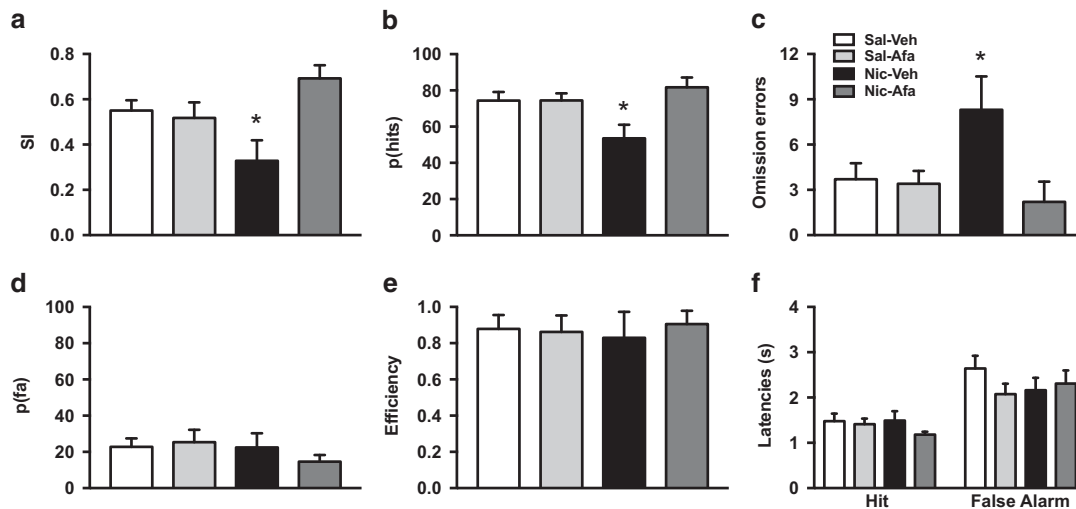 a
0.8
0.6
0.4
0.2
0.0
SI
*
b
100
80
60
40
20
0
p(hits)
*
c
Sal-Veh
Sal-Afa
Nic-Veh
Nic-Afa
12
9
6
3
0
Omission errors
*
d
100
80
60
40
20
0
p(fa)
e
1.0
0.8
0.6
0.4
0.2
0.0
Efficiency
f
4
3
2
1
0
Latencies (s)
Hit
False Alarm